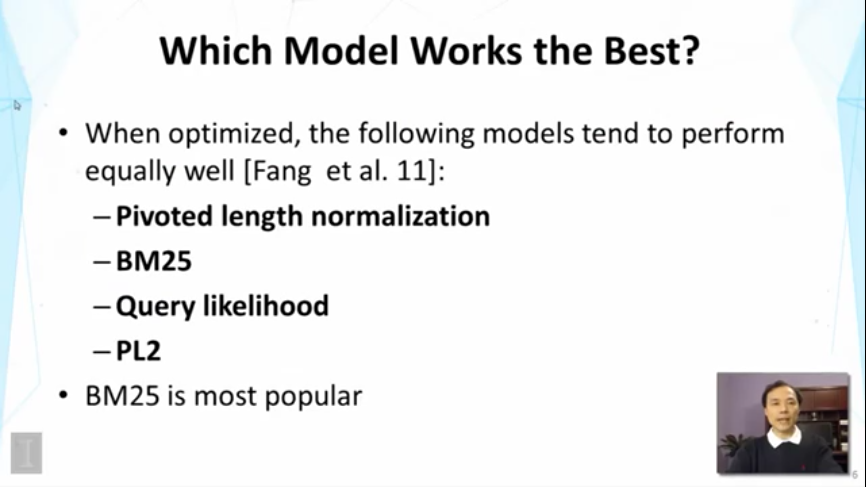 Which Model Works the Best?
• When optimized, the following models tend to perform
equally well [Fang et al. 11]:
– Pivoted length normalization
– BM25
– Query likelihood
– PL2
• BM25 is most popular
I
6